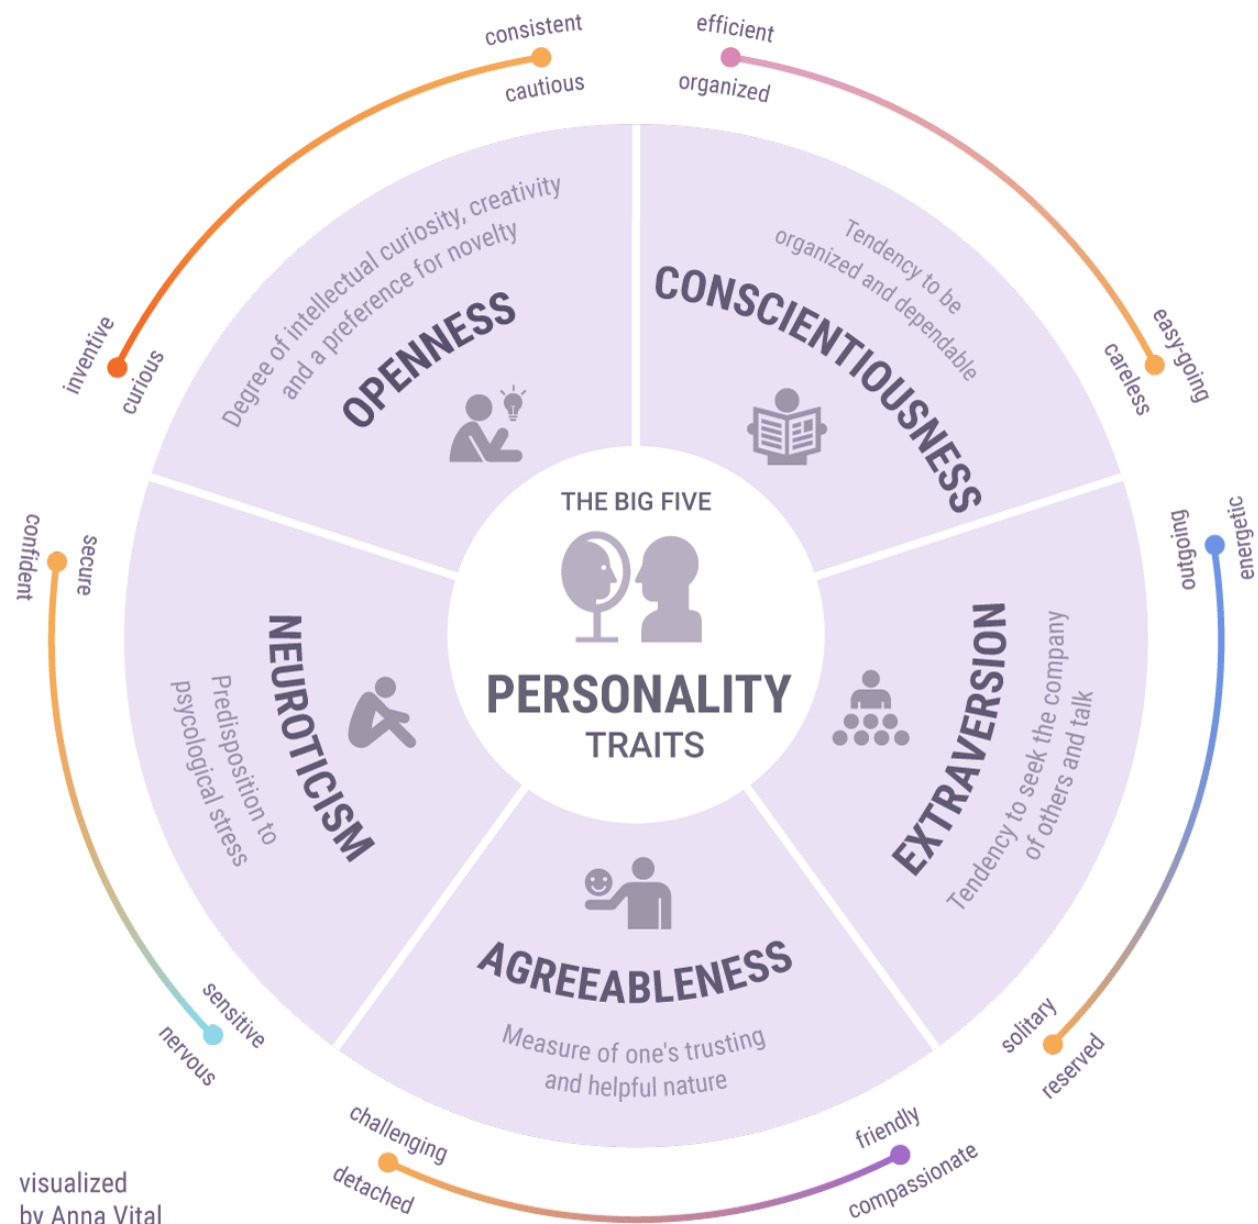 consistent
cautious
inventive
curious
Degree of intellectual curiosity, creativity
and a preference for novelty
OPENNESS
efficient
organized
easy-going
careless
Tendency to be
organized and dependable
CONSCIENTIOUSNESS
energetic
outgoing
solitary
reserved
EXTRAVERSION
Tendency to seek the company
of others and talk
THE BIG FIVE
PERSONALITY
TRAITS
AGREEABLENESS
Measure of one's trusting
and helpful nature
friendly
compassionate
challenging
detached
NEUROTICISM
Predisposition to
psycological stress
secure
confident
sensitive
nervous
visualized
by Anna Vital